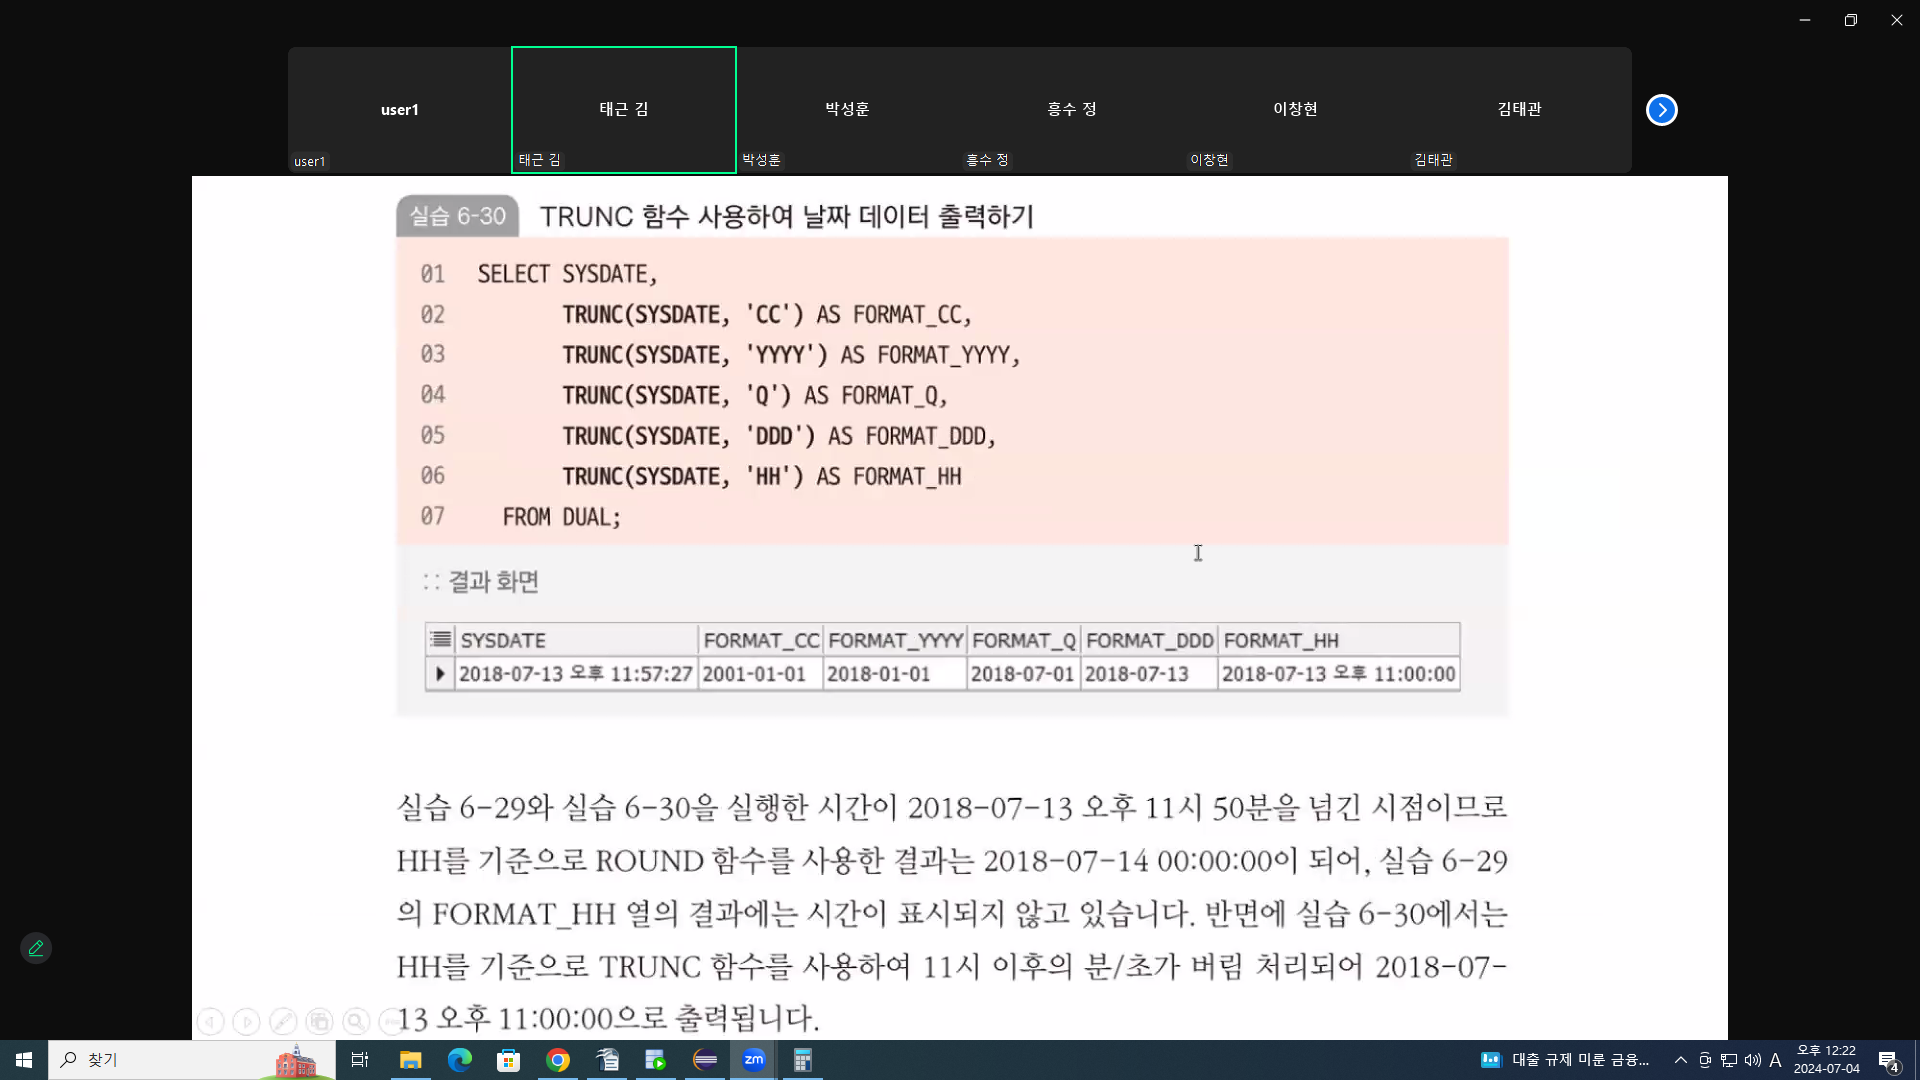 user1
태근 김
박성훈
흥수 정
이창현
김태관
user1
태근 김
박성훈
흥수 정
이창현
김태관
실습 6-30 TRUNC 함수 사용하여 날짜 데이터 출력하기
01 SELECT SYSDATE,
02 TRUNC(SYSDATE, 'CC') AS FORMAT_CC,
03 TRUNC(SYSDATE, 'YYYY') AS FORMAT_YYYY,
04 TRUNC(SYSDATE, 'Q') AS FORMAT_Q,
05 TRUNC(SYSDATE, 'DDD') AS FORMAT_DDD,
06 TRUNC(SYSDATE, 'HH') AS FORMAT_HH
07 FROM DUAL;
:: 결과 화면
SYSDATE FORMAT_CC FORMAT_YYYY FORMAT_Q FORMAT_DDD FORMAT_HH
2018-07-13 오후 11:57:27 2001-01-01 2018-01-01 2018-07-01 2018-07-13 2018-07-13 오후 11:00:00
실습 6-29와 실습 6-30을 실행한 시간이 2018-07-13 오후 11시 50분을 넘긴 시점이므로
HH를 기준으로 ROUND 함수를 사용한 결과는 2018-07-14 00:00:00이 되어, 실습 6-29
의 FORMAT_HH 열의 결과에는 시간이 표시되지 않고 있습니다. 반면에 실습 6-30에서는
HH를 기준으로 TRUNC 함수를 사용하여 11시 이후의 분/초가 버림 처리되어 2018-07-
13 오후 11:00:00으로 출력됩니다.
찾기
zm
대출 규제 미룬 금융...
A
오후 12:22
2024-07-04
4